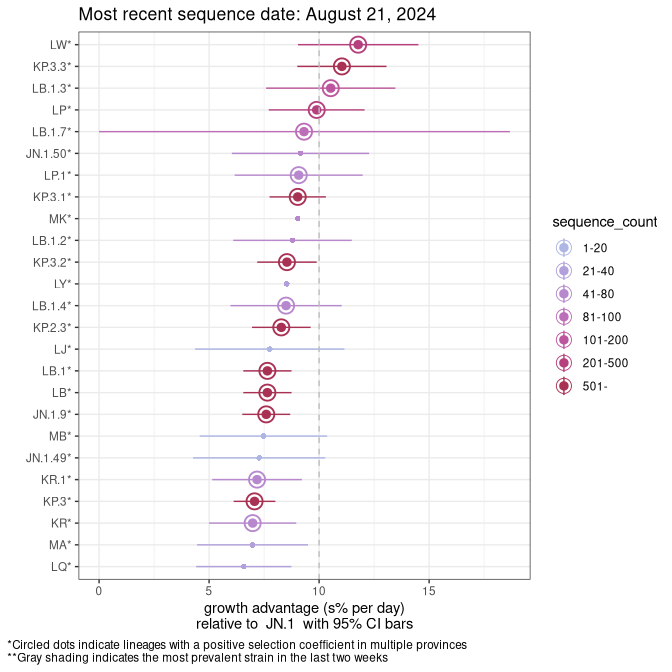 Most recent sequence date: August 21, 2024
LW*
KP.3.3*
LB.1.3*
LP*
LB.1.7*
JN.1.50*
LP.1*
KP.3.1*
MK*
LB.1.2*
KP.3.2*
LY*
LB.1.4*
KP.2.3*
LJ*
LB.1*
LB*
JN.1.9*
MB*
JN.1.49*
KR.1*
KP.3*
KR*
MA*
LQ*
0 5 10 15
growth advantage (s% per day)
relative to JN.1 with 95% CI bars
sequence_count
1-20
21-40
41-80
81-100
101-200
201-500
501-
*Circled dots indicate lineages with a positive selection coefficient in multiple provinces
**Gray shading indicates the most prevalent strain in the last two weeks